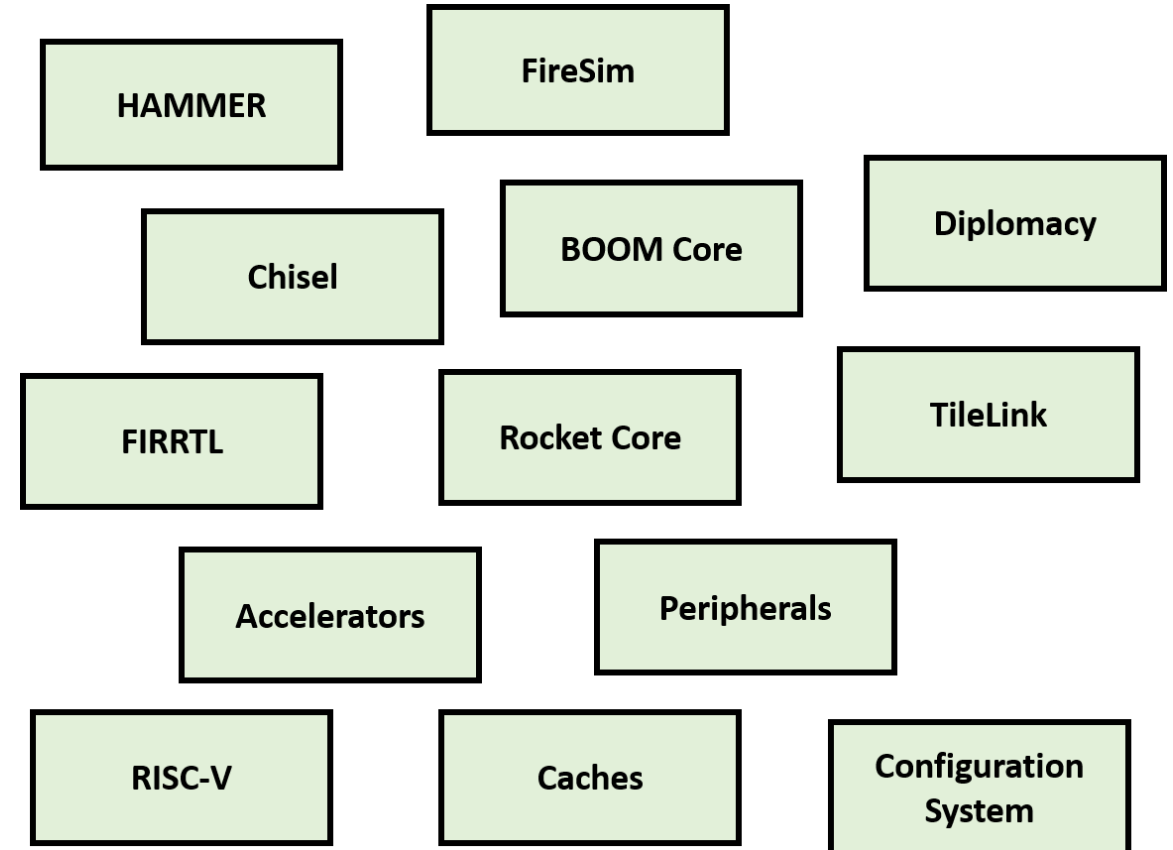 FireSim
HAMMER
Diplomacy
BOOM Core
Chisel
TileLink
Rocket Core
FIRRTL
Peripherals
Accelerators
RISC-V
Caches
Configuration
System